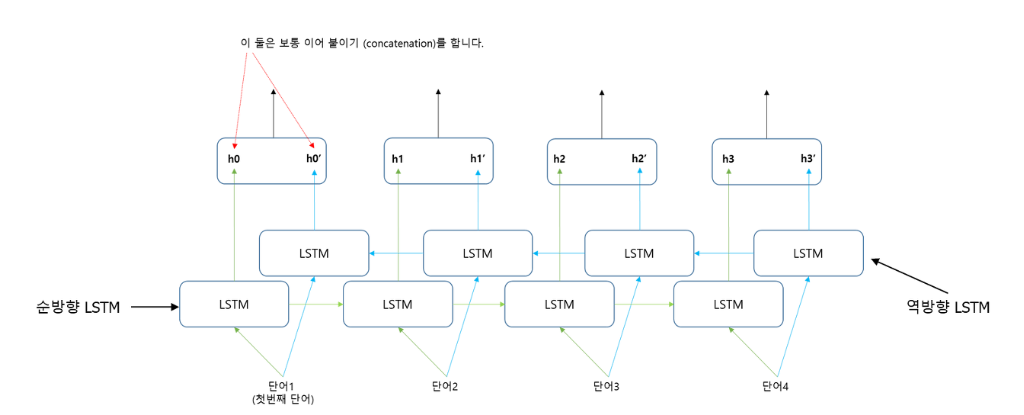 이 둘은 보통 이어 붙이기 (concatenation)를 합니다.
h0 h0′ h1 h1′ h2 h2′ h3 h3′
LSTM LSTM LSTM LSTM
순방향 LSTM LSTM LSTM LSTM LSTM 역방향 LSTM
단어1 단어2 단어3 단어4
(첫번째 단어)